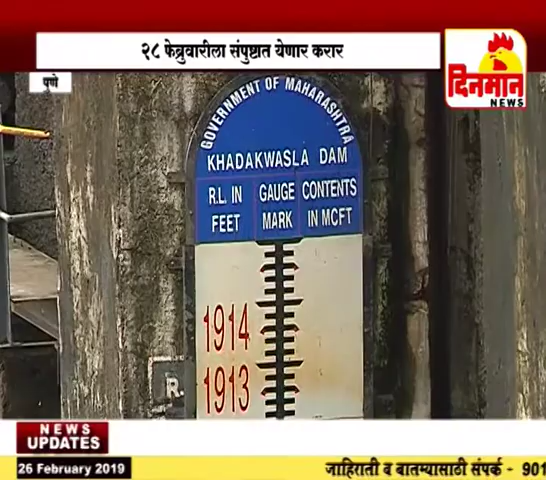 २८ फेब्रुवारीला संपुष्टात येणार करार
दिनमान
NEWS
पुणे
GOVERNMENT OF MAHARASHTRA
KHADAKWASLA DAM
R.L. IN FEET
GAUGE MARK
CONTENTS IN MCFT
1914
1913
R.
NEWS UPDATES
26 February 2019
जाहिराती व बातम्यासाठी संपर्क - 901